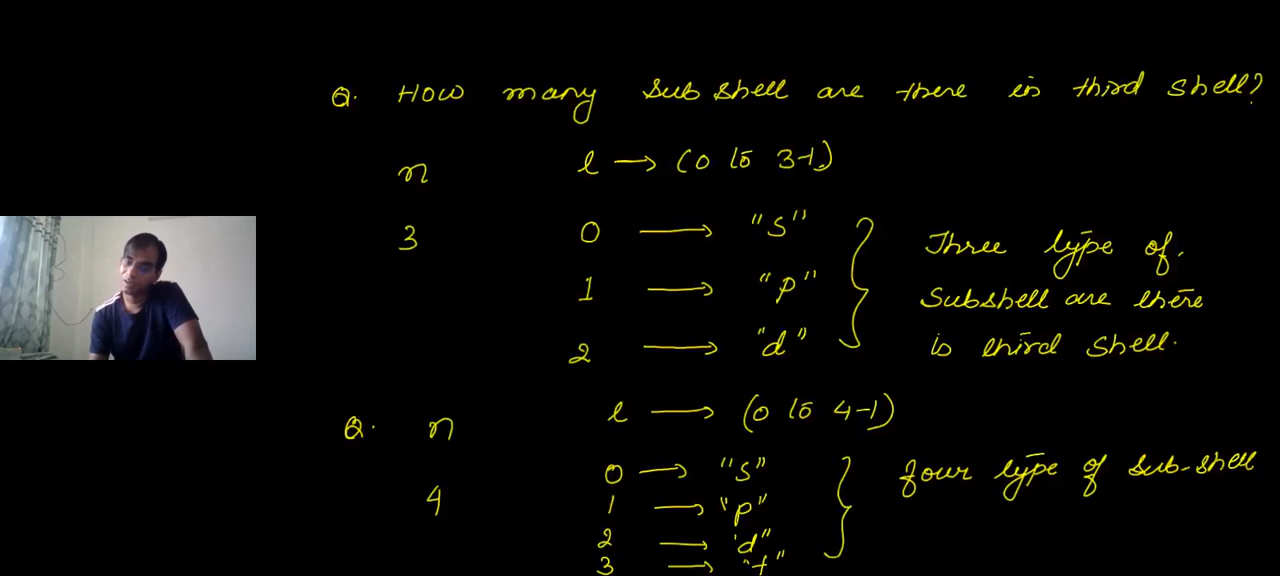 Q. How many Sub shell are there in third shell?
n l → (0 to 3-1)
3 0 → "S"
1 → "p"
2 → "d"
Three type of.
Subshell are there
is third shell.
Q. n l → (0 to 4-1)
4 0 → "S"
1 → "p"
2 → "d"
3 → "f"
four type of sub-shell